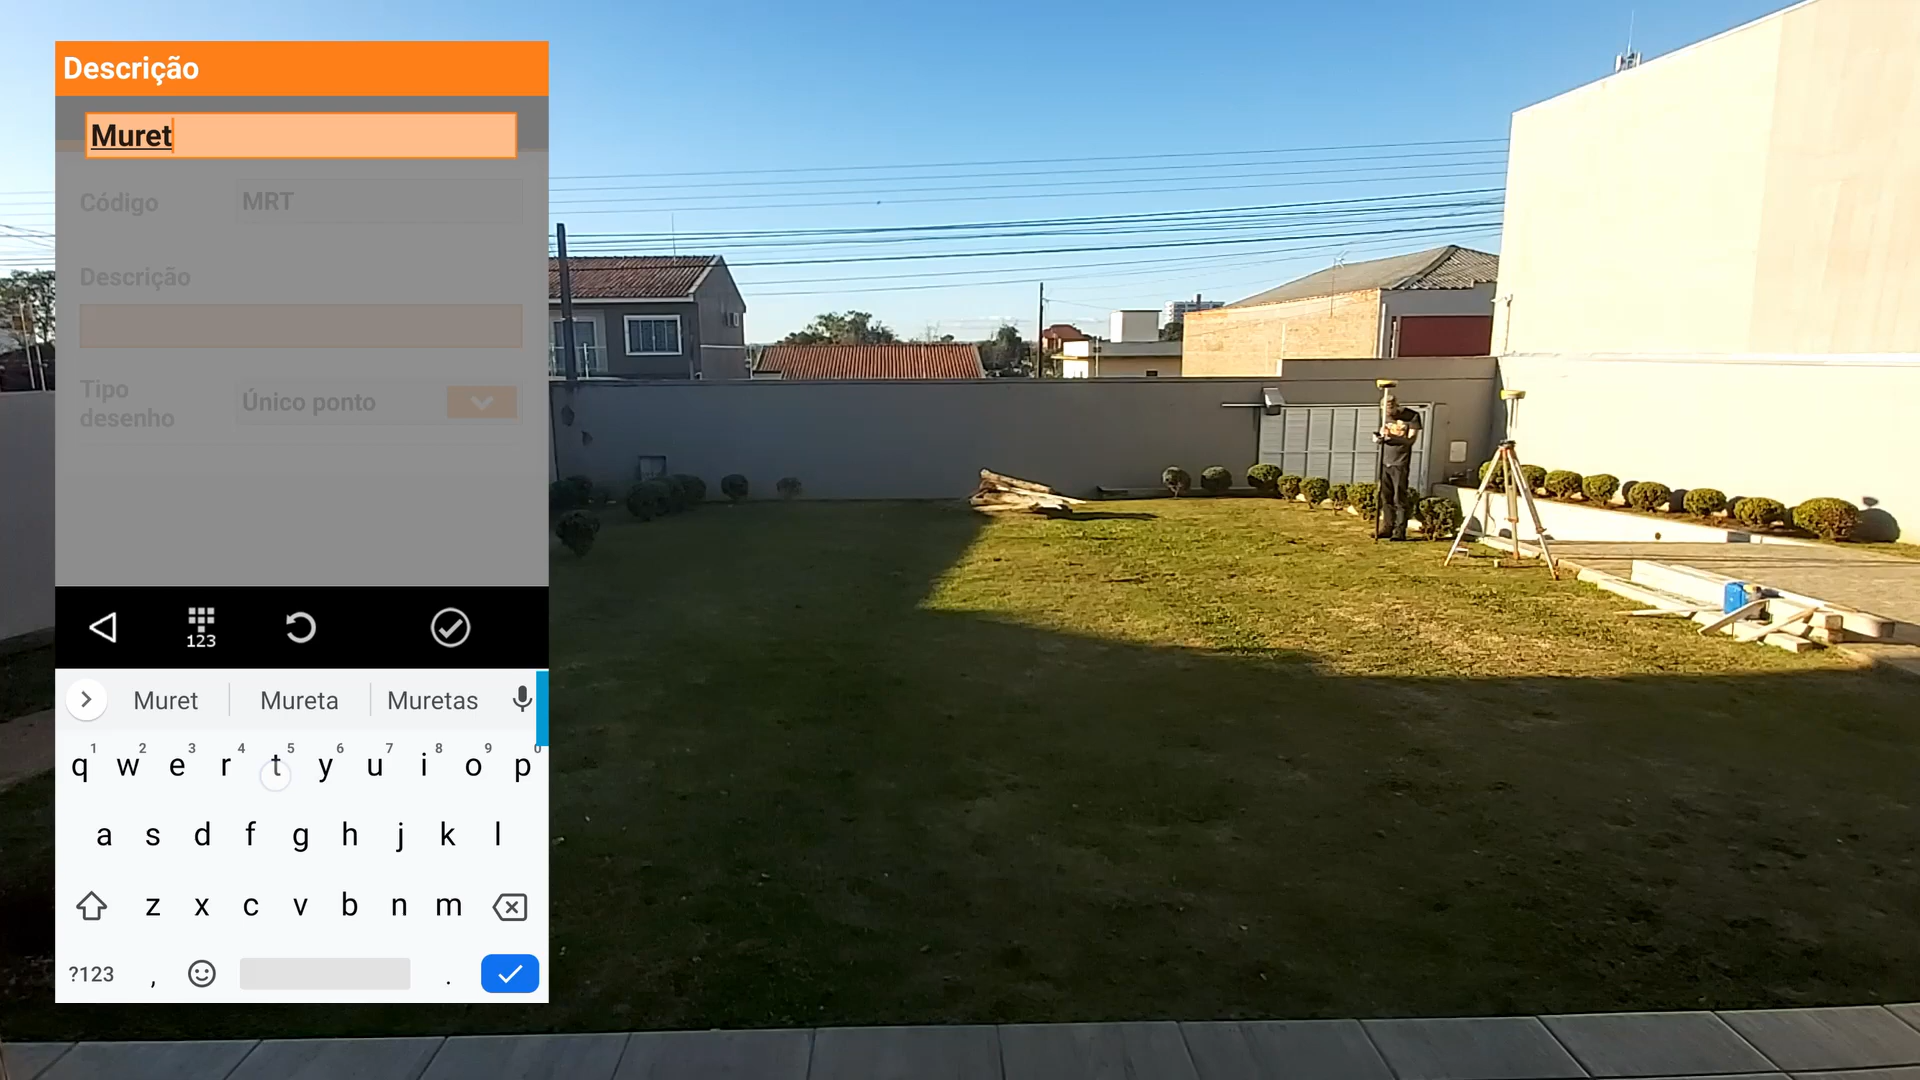 Descrição
Muret
Código
MRT
Descrição
Tipo desenho
Único ponto
123
Muret
Mureta
Muretas
1 2 3 4 5 6 7 8 9 0
q w e r t y u i o p
a s d f g h j k l
z x c v b n m
?123 , .